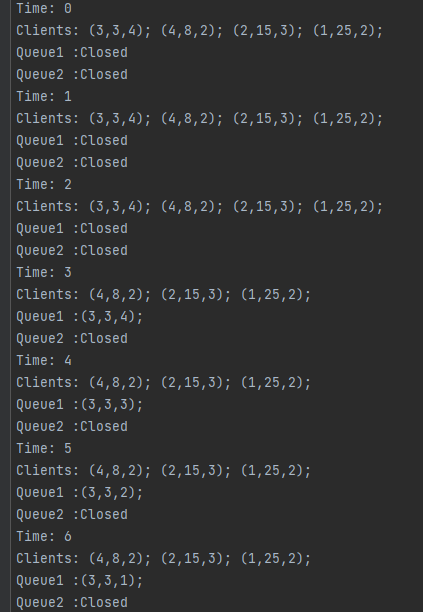 Time: 0
Clients: (3,3,4); (4,8,2); (2,15,3); (1,25,2);
Queue1 :Closed
Queue2 :Closed
Time: 1
Clients: (3,3,4); (4,8,2); (2,15,3); (1,25,2);
Queue1 :Closed
Queue2 :Closed
Time: 2
Clients: (3,3,4); (4,8,2); (2,15,3); (1,25,2);
Queue1 :Closed
Queue2 :Closed
Time: 3
Clients: (4,8,2); (2,15,3); (1,25,2);
Queue1 :(3,3,4);
Queue2 :Closed
Time: 4
Clients: (4,8,2); (2,15,3); (1,25,2);
Queue1 :(3,3,3);
Queue2 :Closed
Time: 5
Clients: (4,8,2); (2,15,3); (1,25,2);
Queue1 :(3,3,2);
Queue2 :Closed
Time: 6
Clients: (4,8,2); (2,15,3); (1,25,2);
Queue1 :(3,3,1);
Queue2 :Closed